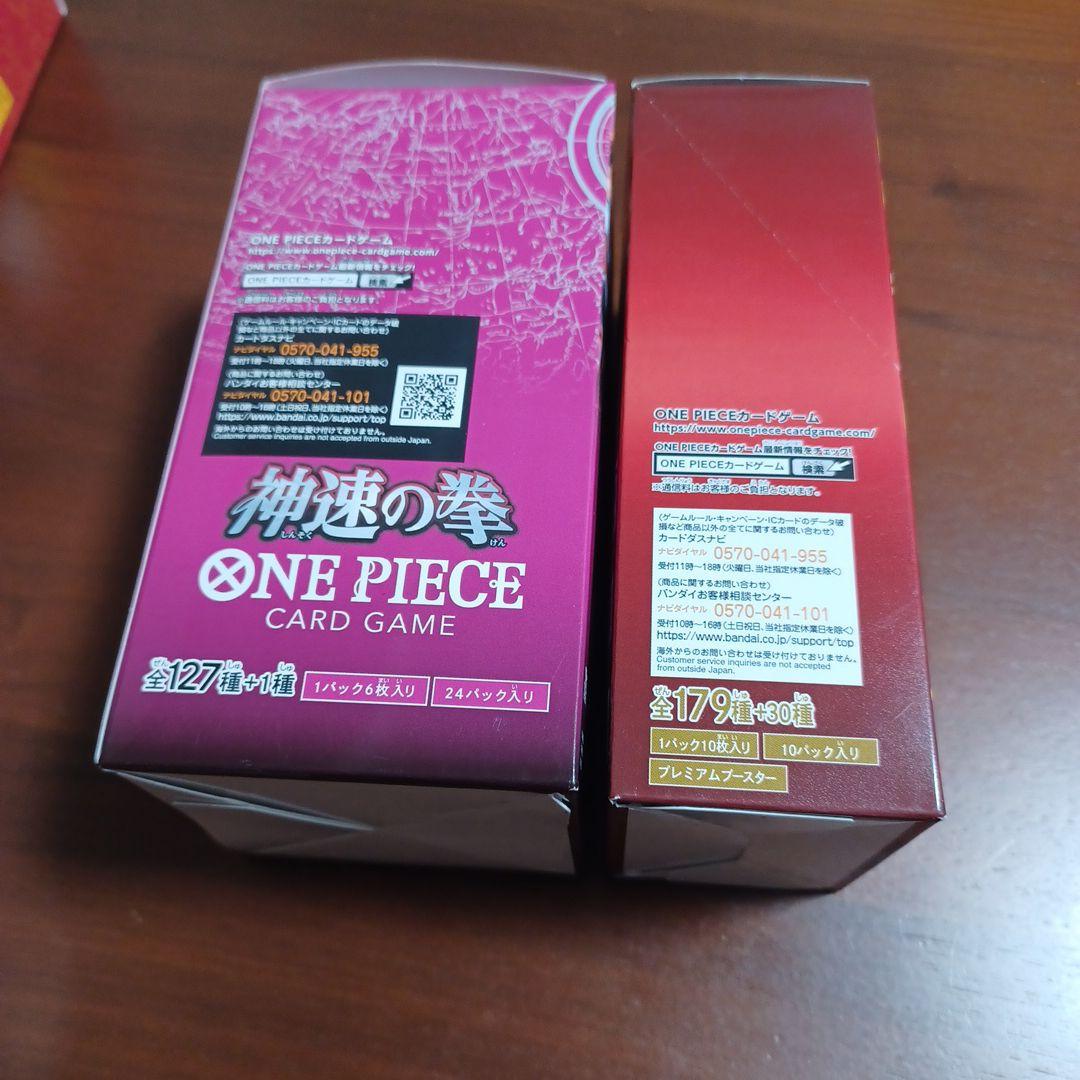 ONE PIECEカードゲーム
https://www.onepiece-cardgame.com/
ONE PIECEカードゲーム最新情報をチェック!
ONE PIECEカードゲーム 検索
※通信料はお客様のご負担となります。
(ゲームルール・キャンペーン・ICカードのデータ破
損など商品以外の全てに関するお問い合わせ)
カードダスナビ
ナビダイヤル 0570-041-955
受付11時~18時(火曜日、当社指定休業日を除く)
(商品に関するお問い合わせ)
バンダイお客様相談センター
ナビダイヤル 0570-041-101
受付10時~16時(土日祝日、当社指定休業日を除く)
https://www.bandai.co.jp/support/top
海外からのお問い合わせは受け付けておりません。
Customer service inquiries are not accepted from outside Japan.
神速の拳
しんそく けん
ONE PIECE
CARD GAME
全127種+1種
1パック6枚入り 24パック入り
ONE PIECEカードゲーム
https://www.onepiece-cardgame.com/
ONE PIECEカードゲーム最新情報をチェック!
ONE PIECEカードゲーム 検索
※通信料はお客様のご負担となります。
(ゲームルール・キャンペーン・ICカードのデータ破
損など商品以外の全てに関するお問い合わせ)
カードダスナビ
ナビダイヤル 0570-041-955
受付11時~18時(火曜日、当社指定休業日を除く)
(商品に関するお問い合わせ)
バンダイお客様相談センター
ナビダイヤル 0570-041-101
受付10時~16時(土日祝日、当社指定休業日を除く)
https://www.bandai.co.jp/support/top
海外からのお問い合わせは受け付けておりません。
Customer service inquiries are not accepted
from outside Japan.
全179種+30種
1パック10枚入り 10パック入り
プレミアムブースター